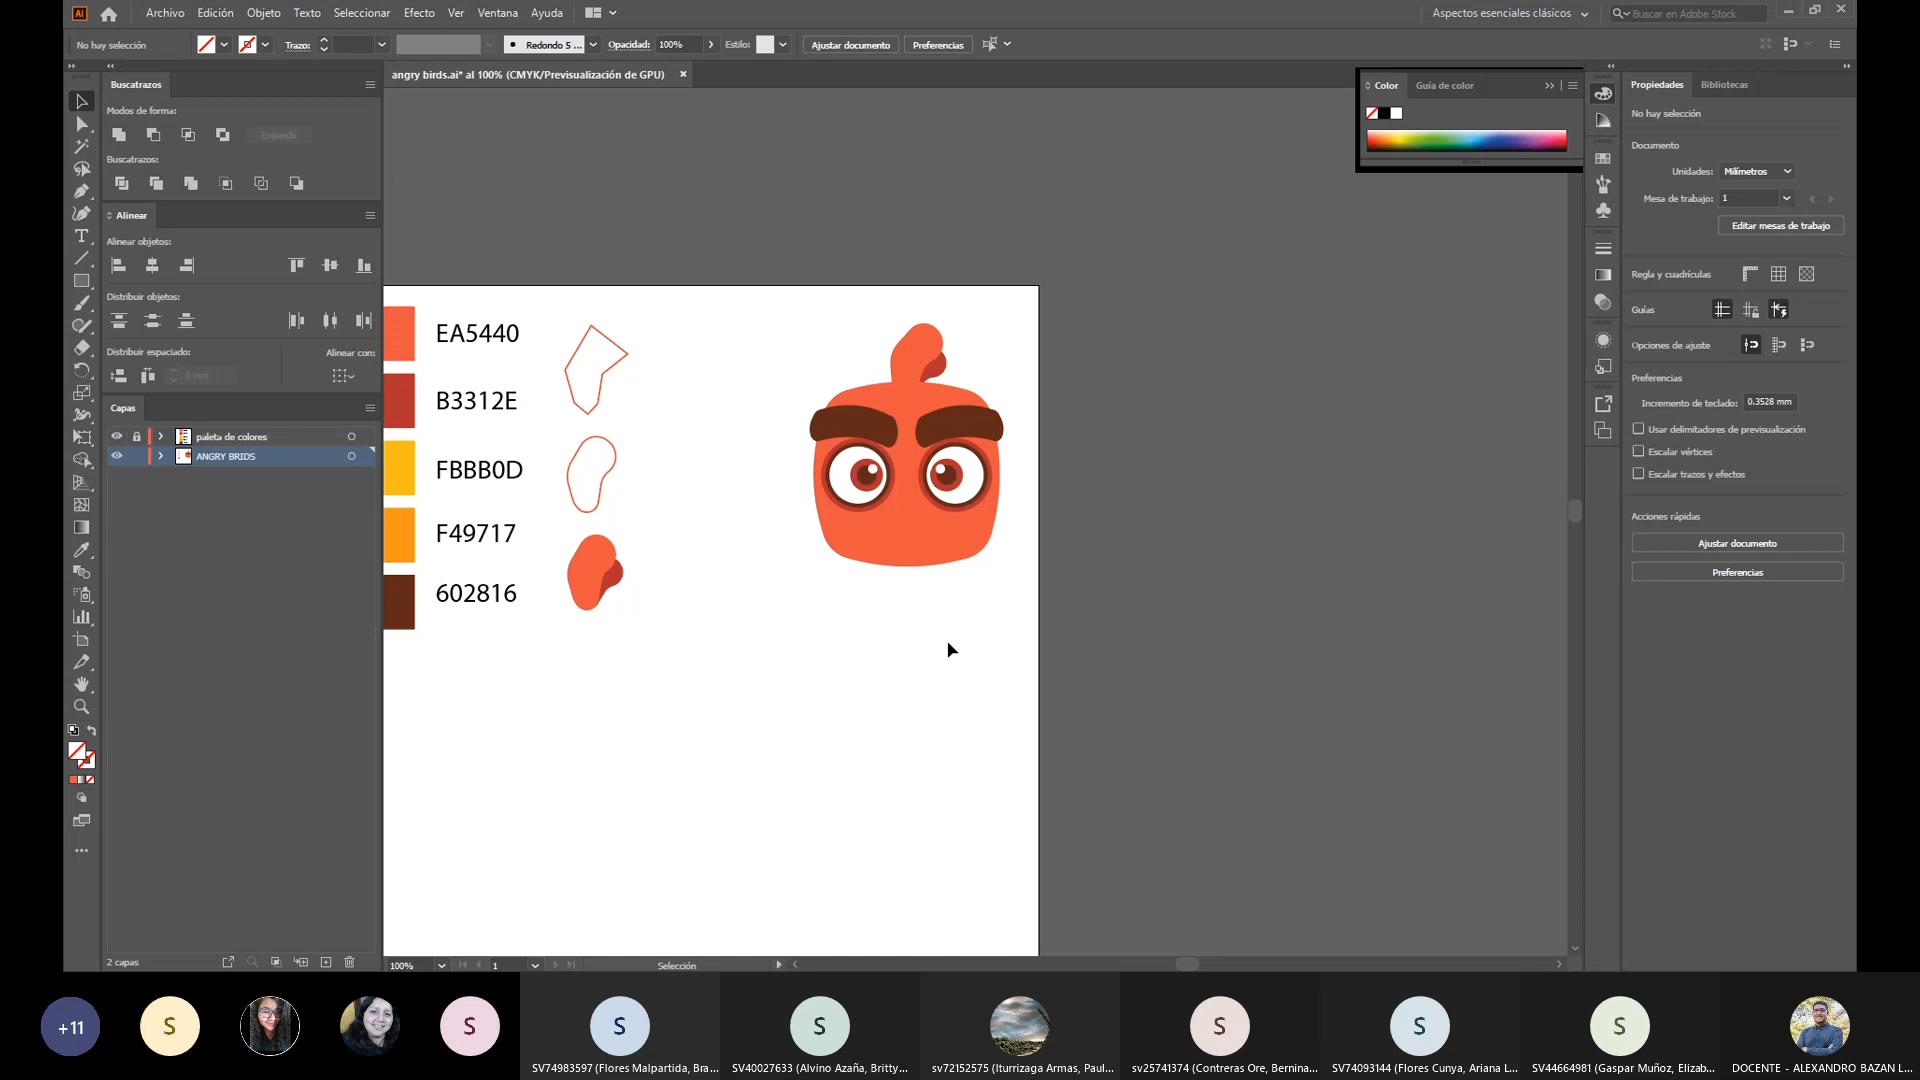 Ai
Archivo Edición Objeto Texto Seleccionar Efecto Ver Ventana Ayuda
Aspectos esenciales clásicos
Buscar en Adobe Stock
No hay selección
Trazo:
Redondo 5 ...
Opacidad: 100%
Estilo:
Ajustar documento
Preferencias
angry birds.ai* al 100% (CMYK/Previsualización de GPU)
Buscatrazos
Modos de forma:
Expandir
Buscatrazos:
Alinear
Alinear objetos:
Distribuir objetos:
Distribuir espaciado:
Alinear con:
0 mm
Capas
paleta de colores
ANGRY BRIDS
2 capas
EA5440
B3312E
FBBB0D
F49717
602816
Color
Guía de color
Propiedades
Bibliotecas
No hay selección
Documento
Unidades: Milímetros
Mesa de trabajo: 1
Editar mesas de trabajo
Regla y cuadrículas
Guías
Opciones de ajuste
Preferencias
Incremento de teclado: 0.3528 mm
Usar delimitadores de previsualización
Escalar vértices
Escalar trazos y efectos
Acciones rápidas
Ajustar documento
Preferencias
100%
1
Selección
+11
S
S
S
S
S
S
S
SV74983597 (Flores Malpartida, Bra...
SV40027633 (Alvino Azaña, Britty...
sv72152575 (Iturrizaga Armas, Paul...
sv25741374 (Contreras Ore, Bernina...
SV74093144 (Flores Cunya, Ariana L...
SV44664981 (Gaspar Muñoz, Elizab...
DOCENTE - ALEXANDRO BAZAN L...